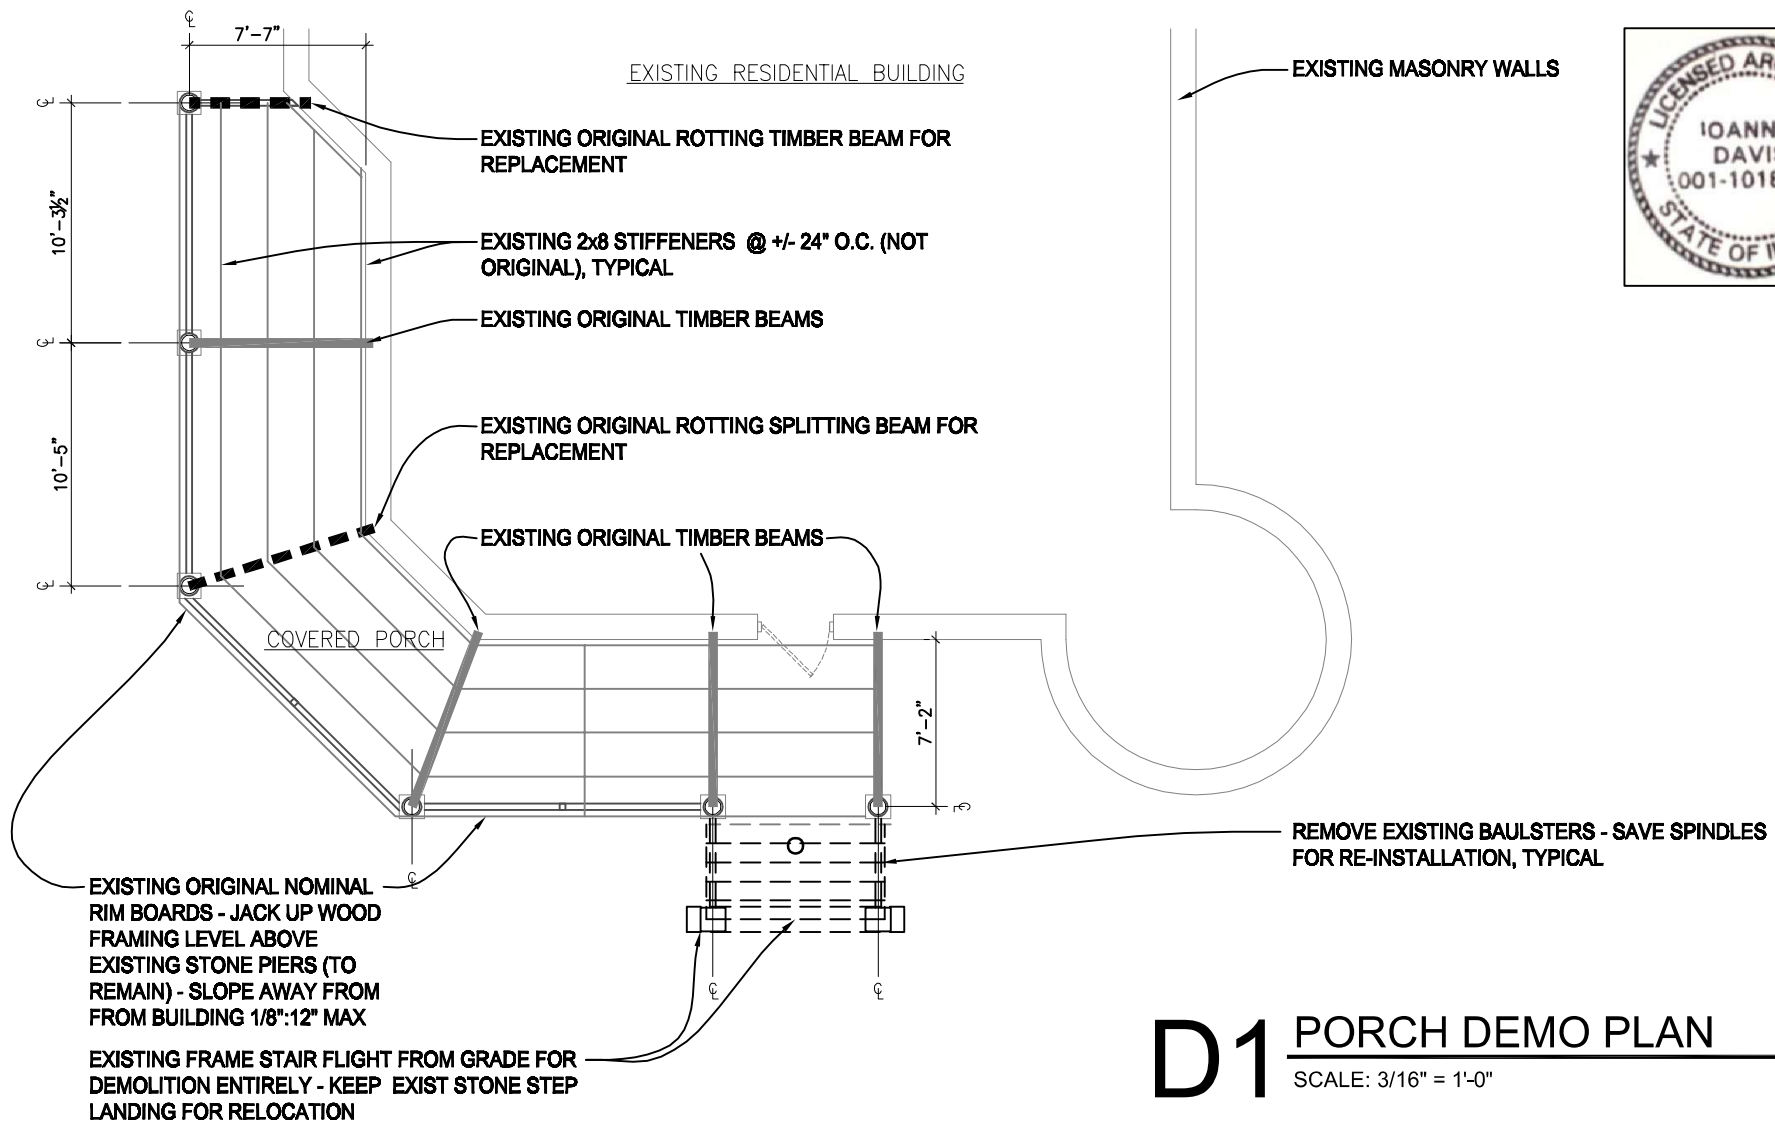 ℄
7'-7"
EXISTING RESIDENTIAL BUILDING
EXISTING MASONRY WALLS
LICENSED
DAVIS
STATE OF
℄
EXISTING ORIGINAL ROTTING TIMBER BEAM FOR
REPLACEMENT
10'-3½"
EXISTING 2x8 STIFFENERS @ +/- 24" O.C. (NOT
ORIGINAL), TYPICAL
EXISTING ORIGINAL TIMBER BEAMS
℄
EXISTING ORIGINAL ROTTING SPLITTING BEAM FOR
REPLACEMENT
10'-5"
EXISTING ORIGINAL TIMBER BEAMS
℄
COVERED PORCH
7'-2"
℄
REMOVE EXISTING BAULSTERS - SAVE SPINDLES
FOR RE-INSTALLATION, TYPICAL
℄
EXISTING ORIGINAL NOMINAL
RIM BOARDS - JACK UP WOOD
FRAMING LEVEL ABOVE
EXISTING STONE PIERS (TO
REMAIN) - SLOPE AWAY FROM
FROM BUILDING 1/8":12" MAX
℄
℄
EXISTING FRAME STAIR FLIGHT FROM GRADE FOR
DEMOLITION ENTIRELY - KEEP EXIST STONE STEP
LANDING FOR RELOCATION
D1 PORCH DEMO PLAN
SCALE: 3/16" = 1'-0"